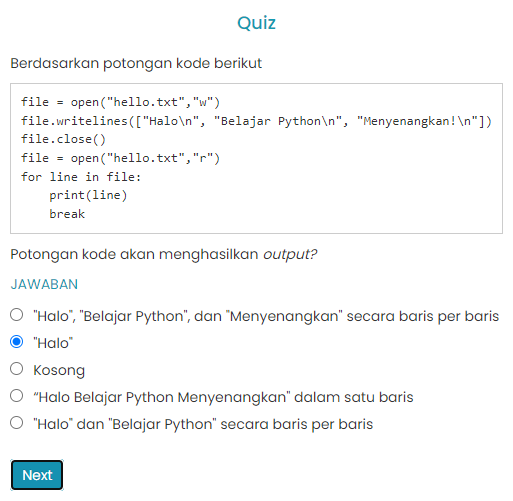 Quiz
Berdasarkan potongan kode berikut
file = open("hello.txt","w")
file.writelines(["Halo\n", "Belajar Python\n", "Menyenangkan!\n"])
file.close()
file = open("hello.txt","r")
for line in file:
    print(line)
    break
Potongan kode akan menghasilkan output?
JAWABAN
"Halo", "Belajar Python", dan "Menyenangkan" secara baris per baris
"Halo"
Kosong
“Halo Belajar Python Menyenangkan" dalam satu baris
"Halo" dan "Belajar Python" secara baris per baris
Next